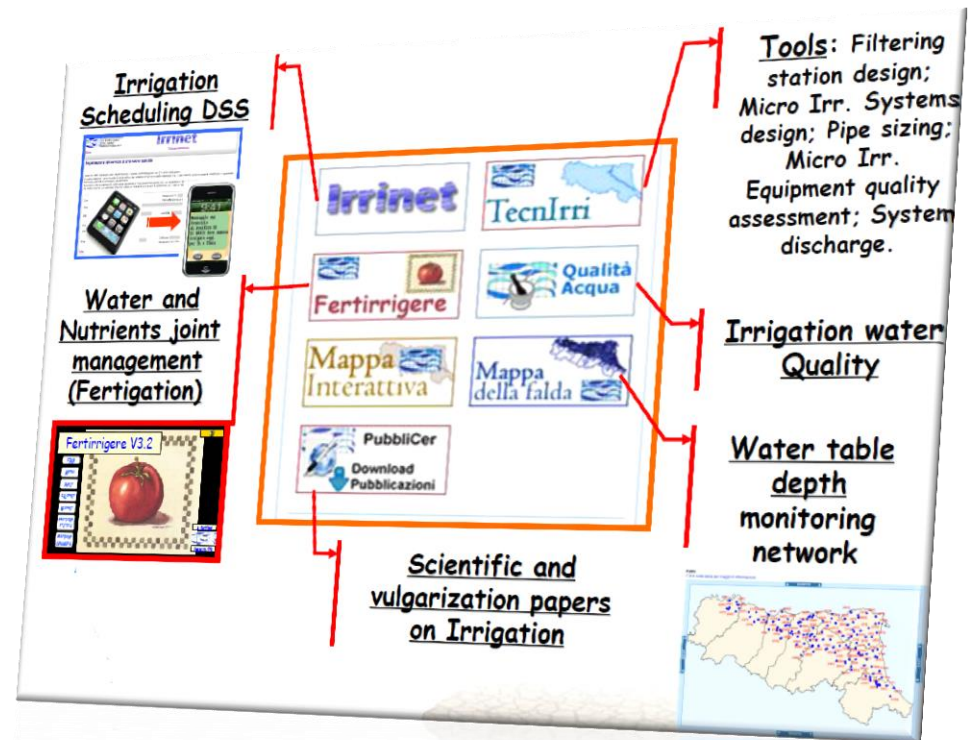 Irrigation
Scheduling DSS
Irrinet
Water and
Nutrients joint
management
(Fertigation)
Fertirrigere V3.2
Irrinet
TecnIrri
Fertirrigere
Qualità
Acqua
Mappa
Interattiva
Mappa
della falda
PubbliCer
Download
Pubblicazioni
Scientific and
vulgarization papers
on Irrigation
Tools: Filtering
station design;
Micro Irr. Systems
design; Pipe sizing;
Micro Irr.
Equipment quality
assessment; System
discharge.
Irrigation water
Quality
Water table
depth
monitoring
network